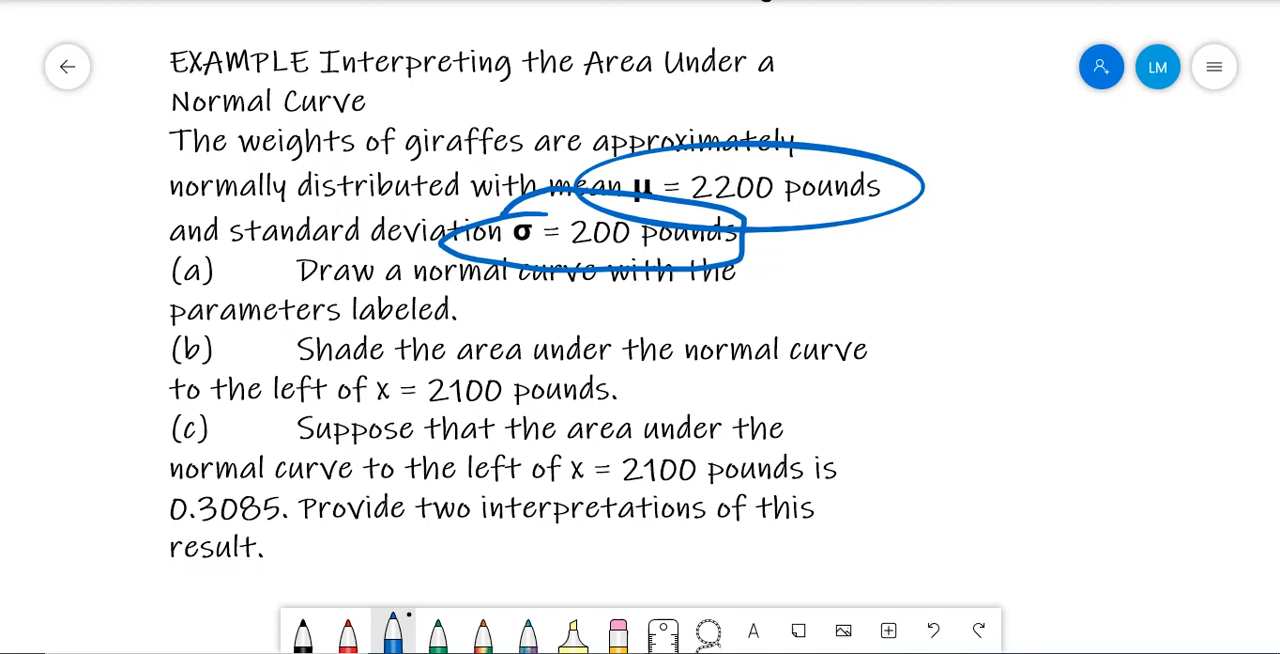 EXAMPLE Interpreting the Area Under a
Normal Curve
The weights of giraffes are approximately
normally distributed with mean μ = 2200 pounds
and standard deviation σ = 200 pounds
(a) Draw a normal curve with the
parameters labeled.
(b) Shade the area under the normal curve
to the left of x = 2100 pounds.
(c) Suppose that the area under the
normal curve to the left of x = 2100 pounds is
0.3085. Provide two interpretations of this
result.
LM
A